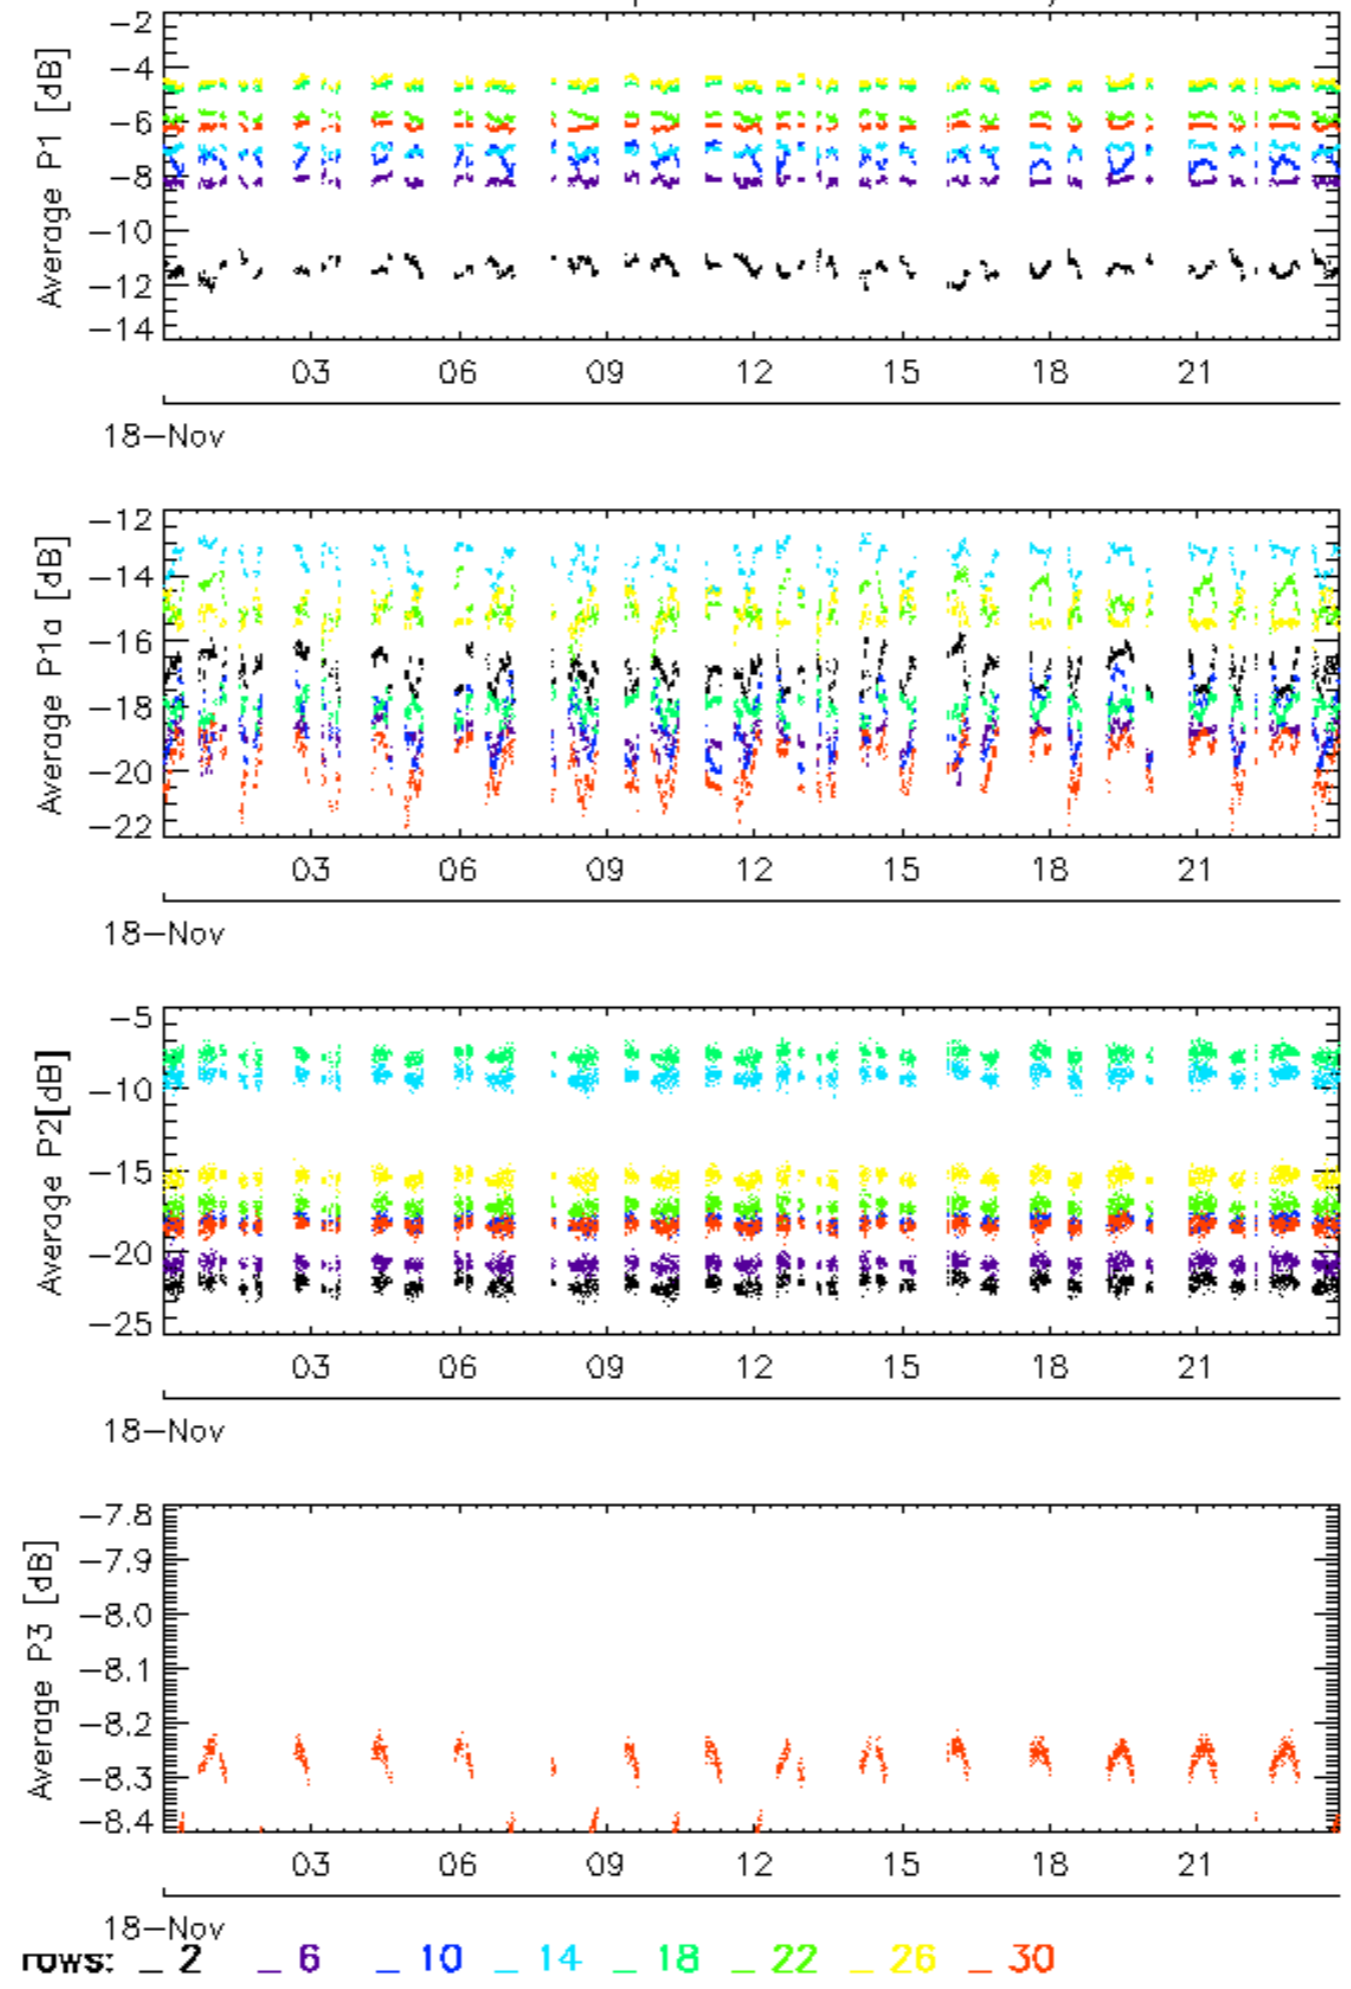 Average P1 [dB]
−2
−4
−6
−8
−10
−12
−14
03 06 09 12 15 18 21
18−Nov
Average P1a [dB]
−12
−14
−16
−18
−20
−22
03 06 09 12 15 18 21
18−Nov
Average P2[dB]
−5
−10
−15
−20
−25
03 06 09 12 15 18 21
18−Nov
Average P3 [dB]
−7.8
−7.9
−8.0
−8.1
−8.2
−8.3
−8.4
03 06 09 12 15 18 21
18−Nov
rows: _ 2 _ 6 _ 10 _ 14 _ 18 _ 22 _ 26 _ 30